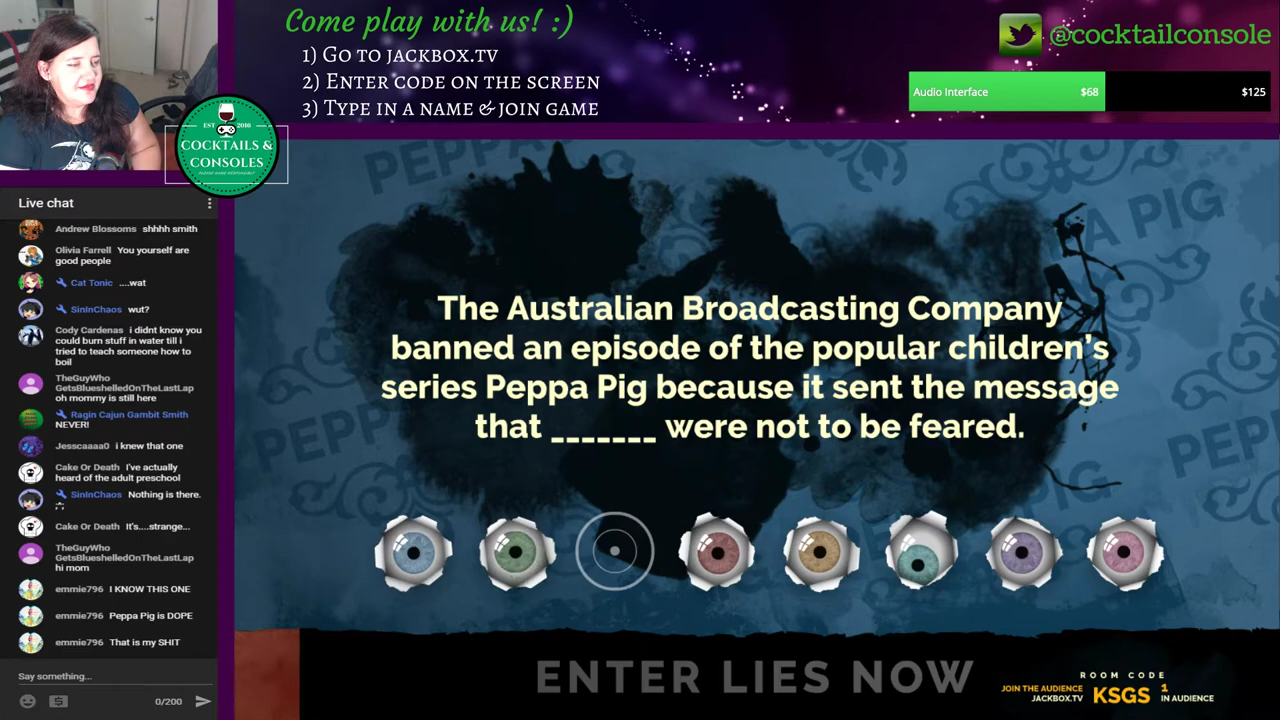 Come play with us! :)
1) Go to jackbox.tv
2) Enter code on the screen
3) Type in a name & join game
@cocktailconsole
Audio Interface $68 $125
EST 2016
COCKTAILS &
CONSOLES
PLEASE GAME RESPONSIBLY
Live chat
Andrew Blossoms shhhh smith
Olivia Farrell You yourself are
good people
Cat Tonic ....wat
SinInChaos wut?
Cody Cardenas i didnt know you
could burn stuff in water till i
tried to teach someone how to
boil
TheGuyWho
GetsBlueshelledOnTheLastLap
oh mommy is still here
Ragin Cajun Gambit Smith
NEVER!
Jesscaaaa0 i knew that one
Cake Or Death I've actually
heard of the adult preschool
SinInChaos Nothing is there.
Cake Or Death It's....strange...
TheGuyWho
GetsBlueshelledOnTheLastLap
hi mom
emmie796 I KNOW THIS ONE
emmie796 Peppa Pig is DOPE
emmie796 That is my SHIT
Say something...
0/200
PEPPA
PEPPA PIG
PEPPA
PEPPA
The Australian Broadcasting Company
banned an episode of the popular children's
series Peppa Pig because it sent the message
that _______ were not to be feared.
ENTER LIES NOW
ROOM CODE
JOIN THE AUDIENCE
JACKBOX.TV
KSGS
1
IN AUDIENCE